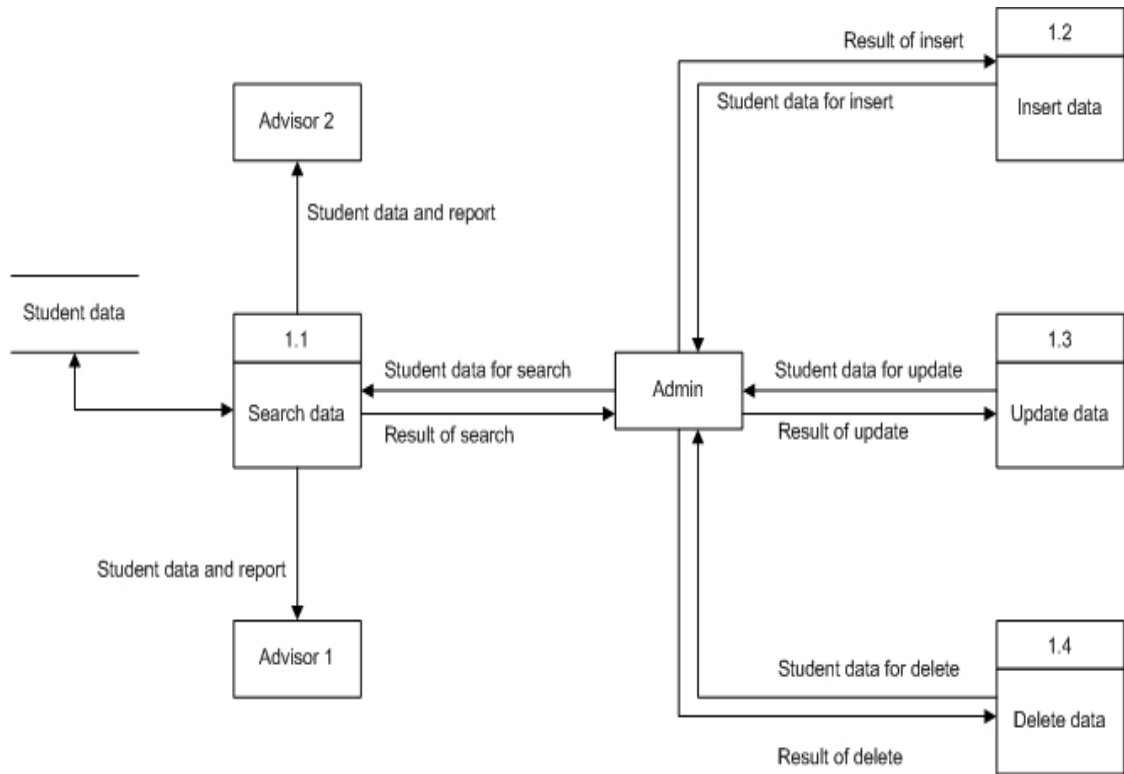 1.2
Result of insert
Student data for insert
Insert data
Advisor 2
Student data and report
Student data
1.1
Search data
Student data for search
Result of search
Admin
1.3
Student data for update
Result of update
Update data
Student data and report
Advisor 1
1.4
Student data for delete
Delete data
Result of delete